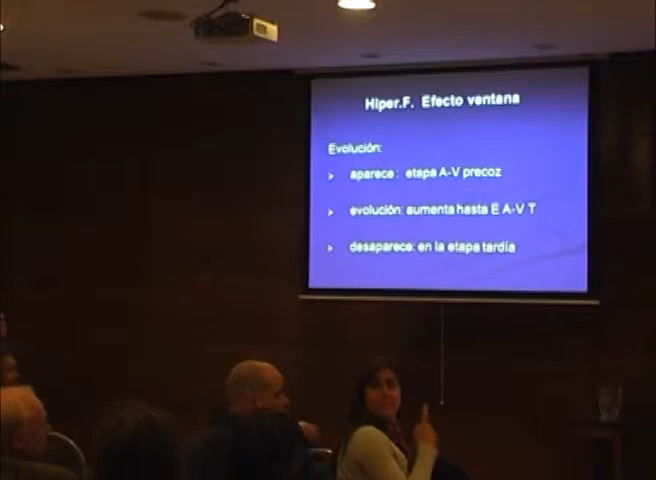 Hiper.F. Efecto ventana
Evolución:
➢ aparece: etapa A-V precoz
➢ evolución: aumenta hasta E A-V T
➢ desaparece: en la etapa tardía